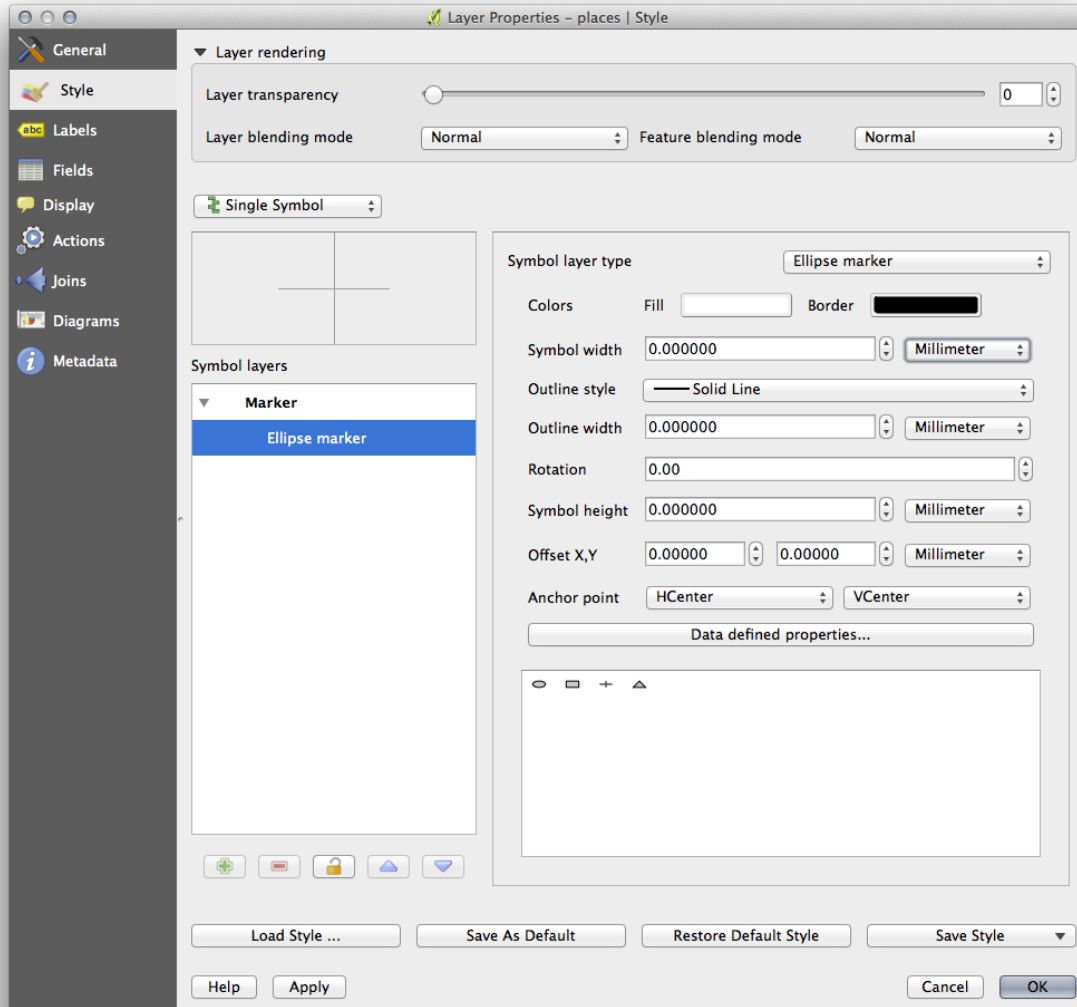 Layer Properties – places | Style
General
Style
abc Labels
Fields
Display
Actions
Joins
Diagrams
i Metadata
Layer rendering
Layer transparency 0
Layer blending mode Normal Feature blending mode Normal
Single Symbol
Symbol layers
Marker
Ellipse marker
Symbol layer type Ellipse marker
Colors Fill Border
Symbol width 0.000000 Millimeter
Outline style Solid Line
Outline width 0.000000 Millimeter
Rotation 0.00
Symbol height 0.000000 Millimeter
Offset X,Y 0.00000 0.00000 Millimeter
Anchor point HCenter VCenter
Data defined properties...
Load Style ... Save As Default Restore Default Style Save Style
Help Apply Cancel OK